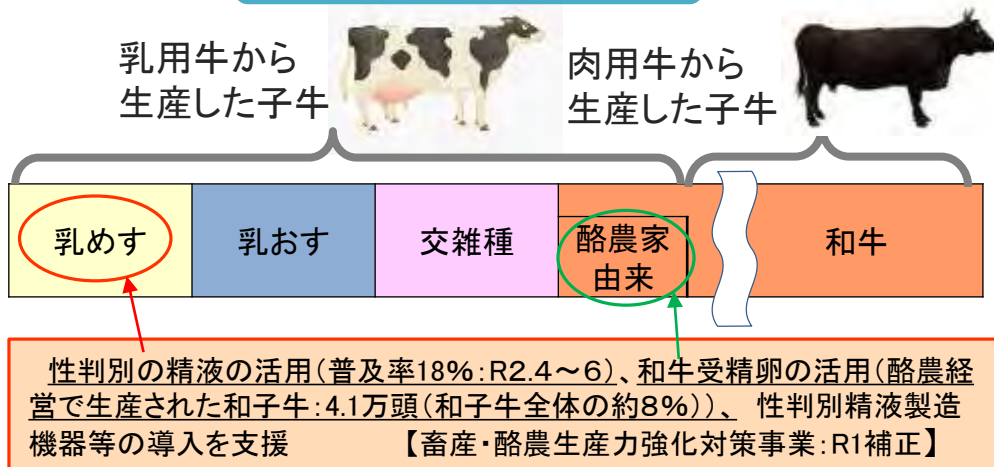 乳用牛から
生産した子牛
肉用牛から
生産した子牛
乳めす
乳おす
交雑種
酪農家
由来
和牛
性判別の精液の活用(普及率18%:R2.4~6)、和牛受精卵の活用(酪農経
営で生産された和子牛:4.1万頭(和子牛全体の約8%))、 性判別精液製造
機器等の導入を支援 【畜産・酪農生産力強化対策事業:R1補正】